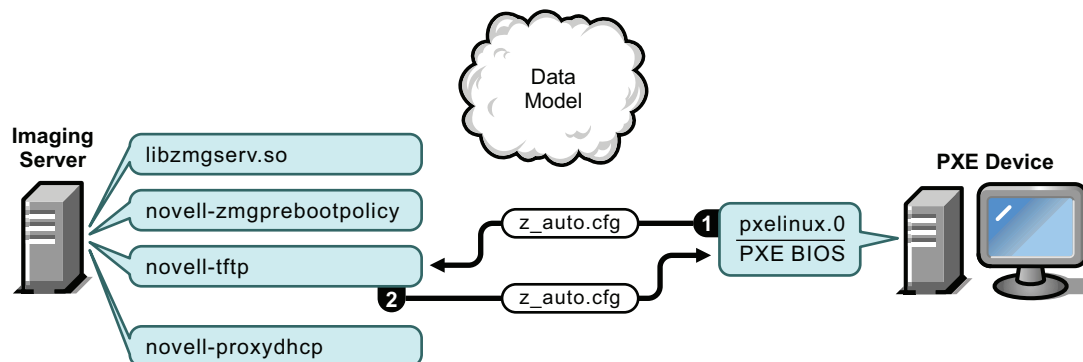 Data
Model
Imaging
Server
libzmgserv.so
novell-zmgprebootpolicy
novell-tftp
novell-proxydhcp
1
z_auto.cfg
2
z_auto.cfg
pxelinux.0
PXE BIOS
PXE Device